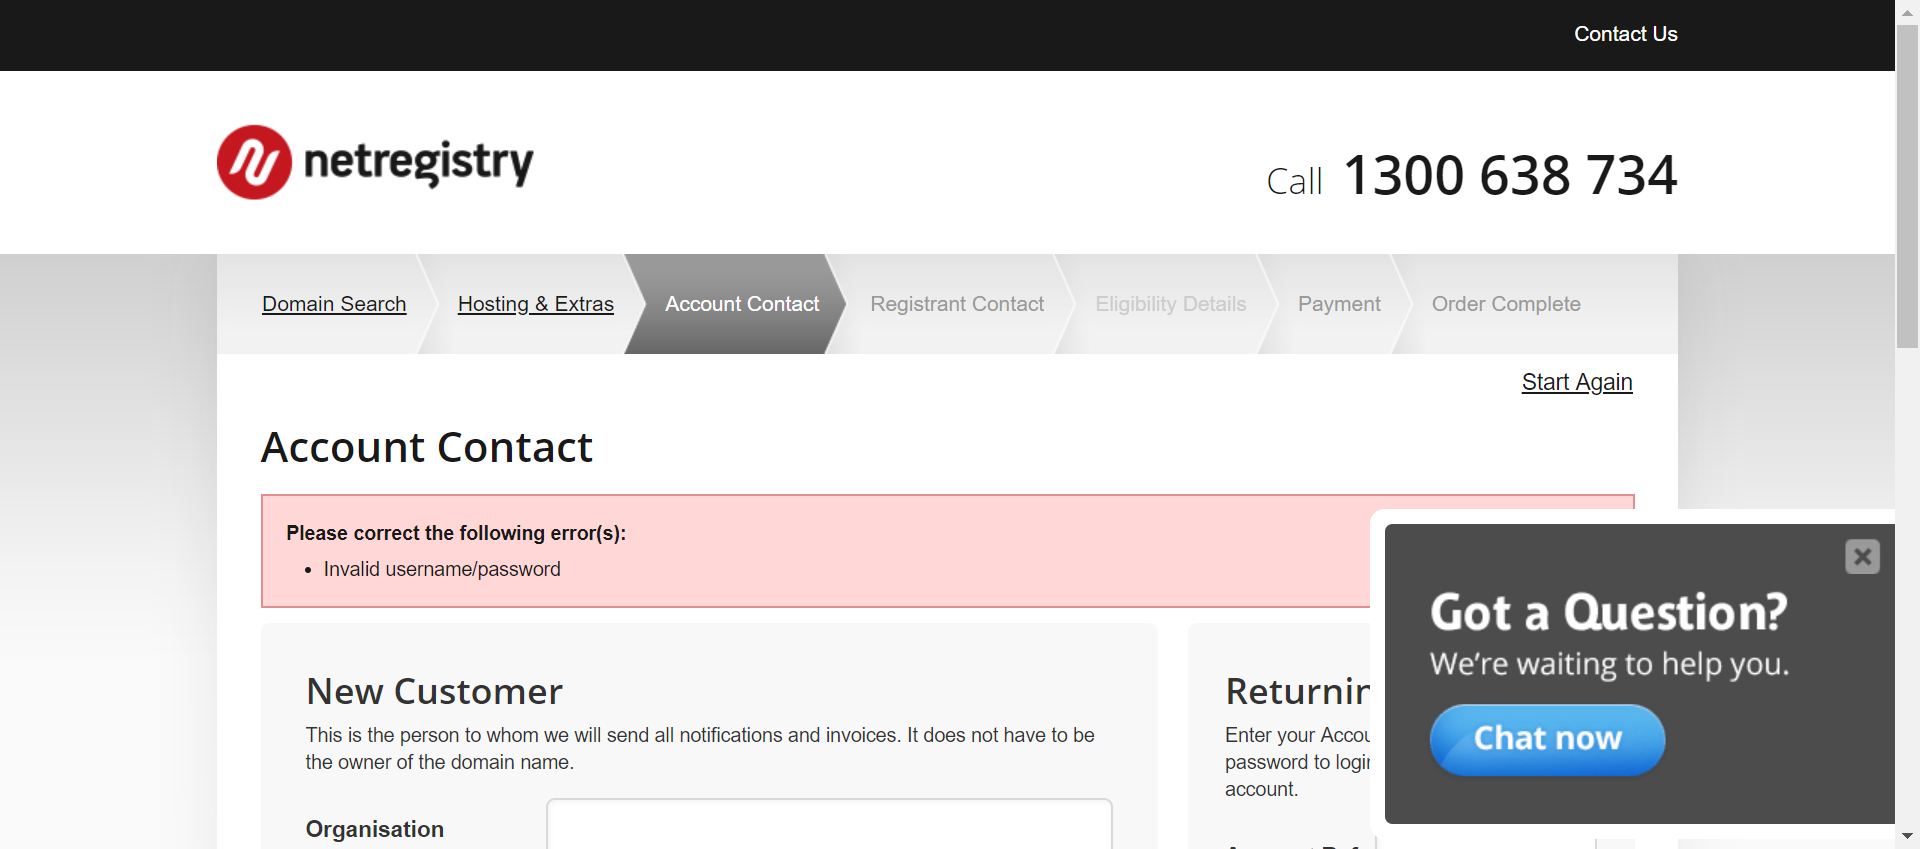 Contact Us
netregistry
Call 1300 638 734
Domain Search
Hosting & Extras
Account Contact
Registrant Contact
Eligibility Details
Payment
Order Complete
Start Again
Account Contact
Please correct the following error(s):
• Invalid username/password
New Customer
This is the person to whom we will send all notifications and invoices. It does not have to be
the owner of the domain name.
Organisation
Enter your
password to
account.
Got a Question?
We're waiting to help you.
Chat now